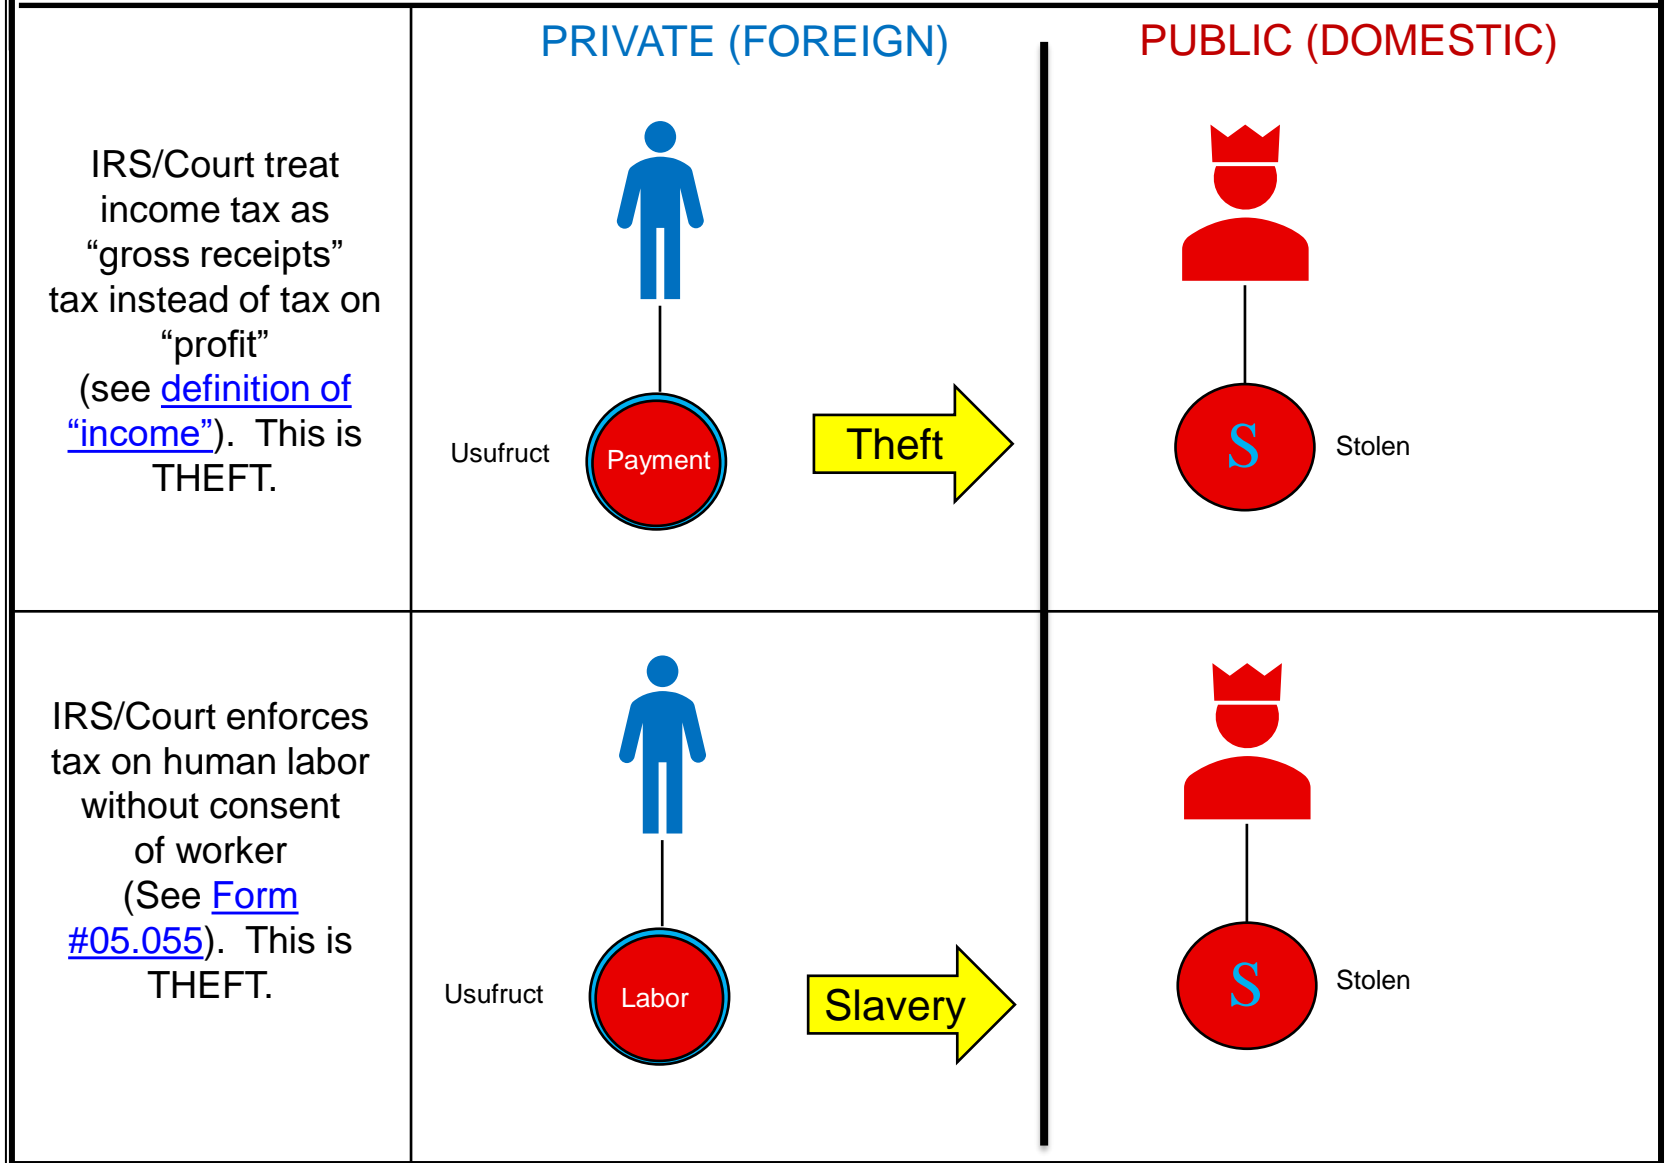 PRIVATE (FOREIGN)
PUBLIC (DOMESTIC)
IRS/Court treat
income tax as
“gross receipts”
tax instead of tax on
“profit”
(see definition of
“income”).  This is
THEFT.
Usufruct
Payment
Theft
S
Stolen
IRS/Court enforces
tax on human labor
without consent
of worker
(See Form
#05.055).  This is
THEFT.
Usufruct
Labor
Slavery
S
Stolen